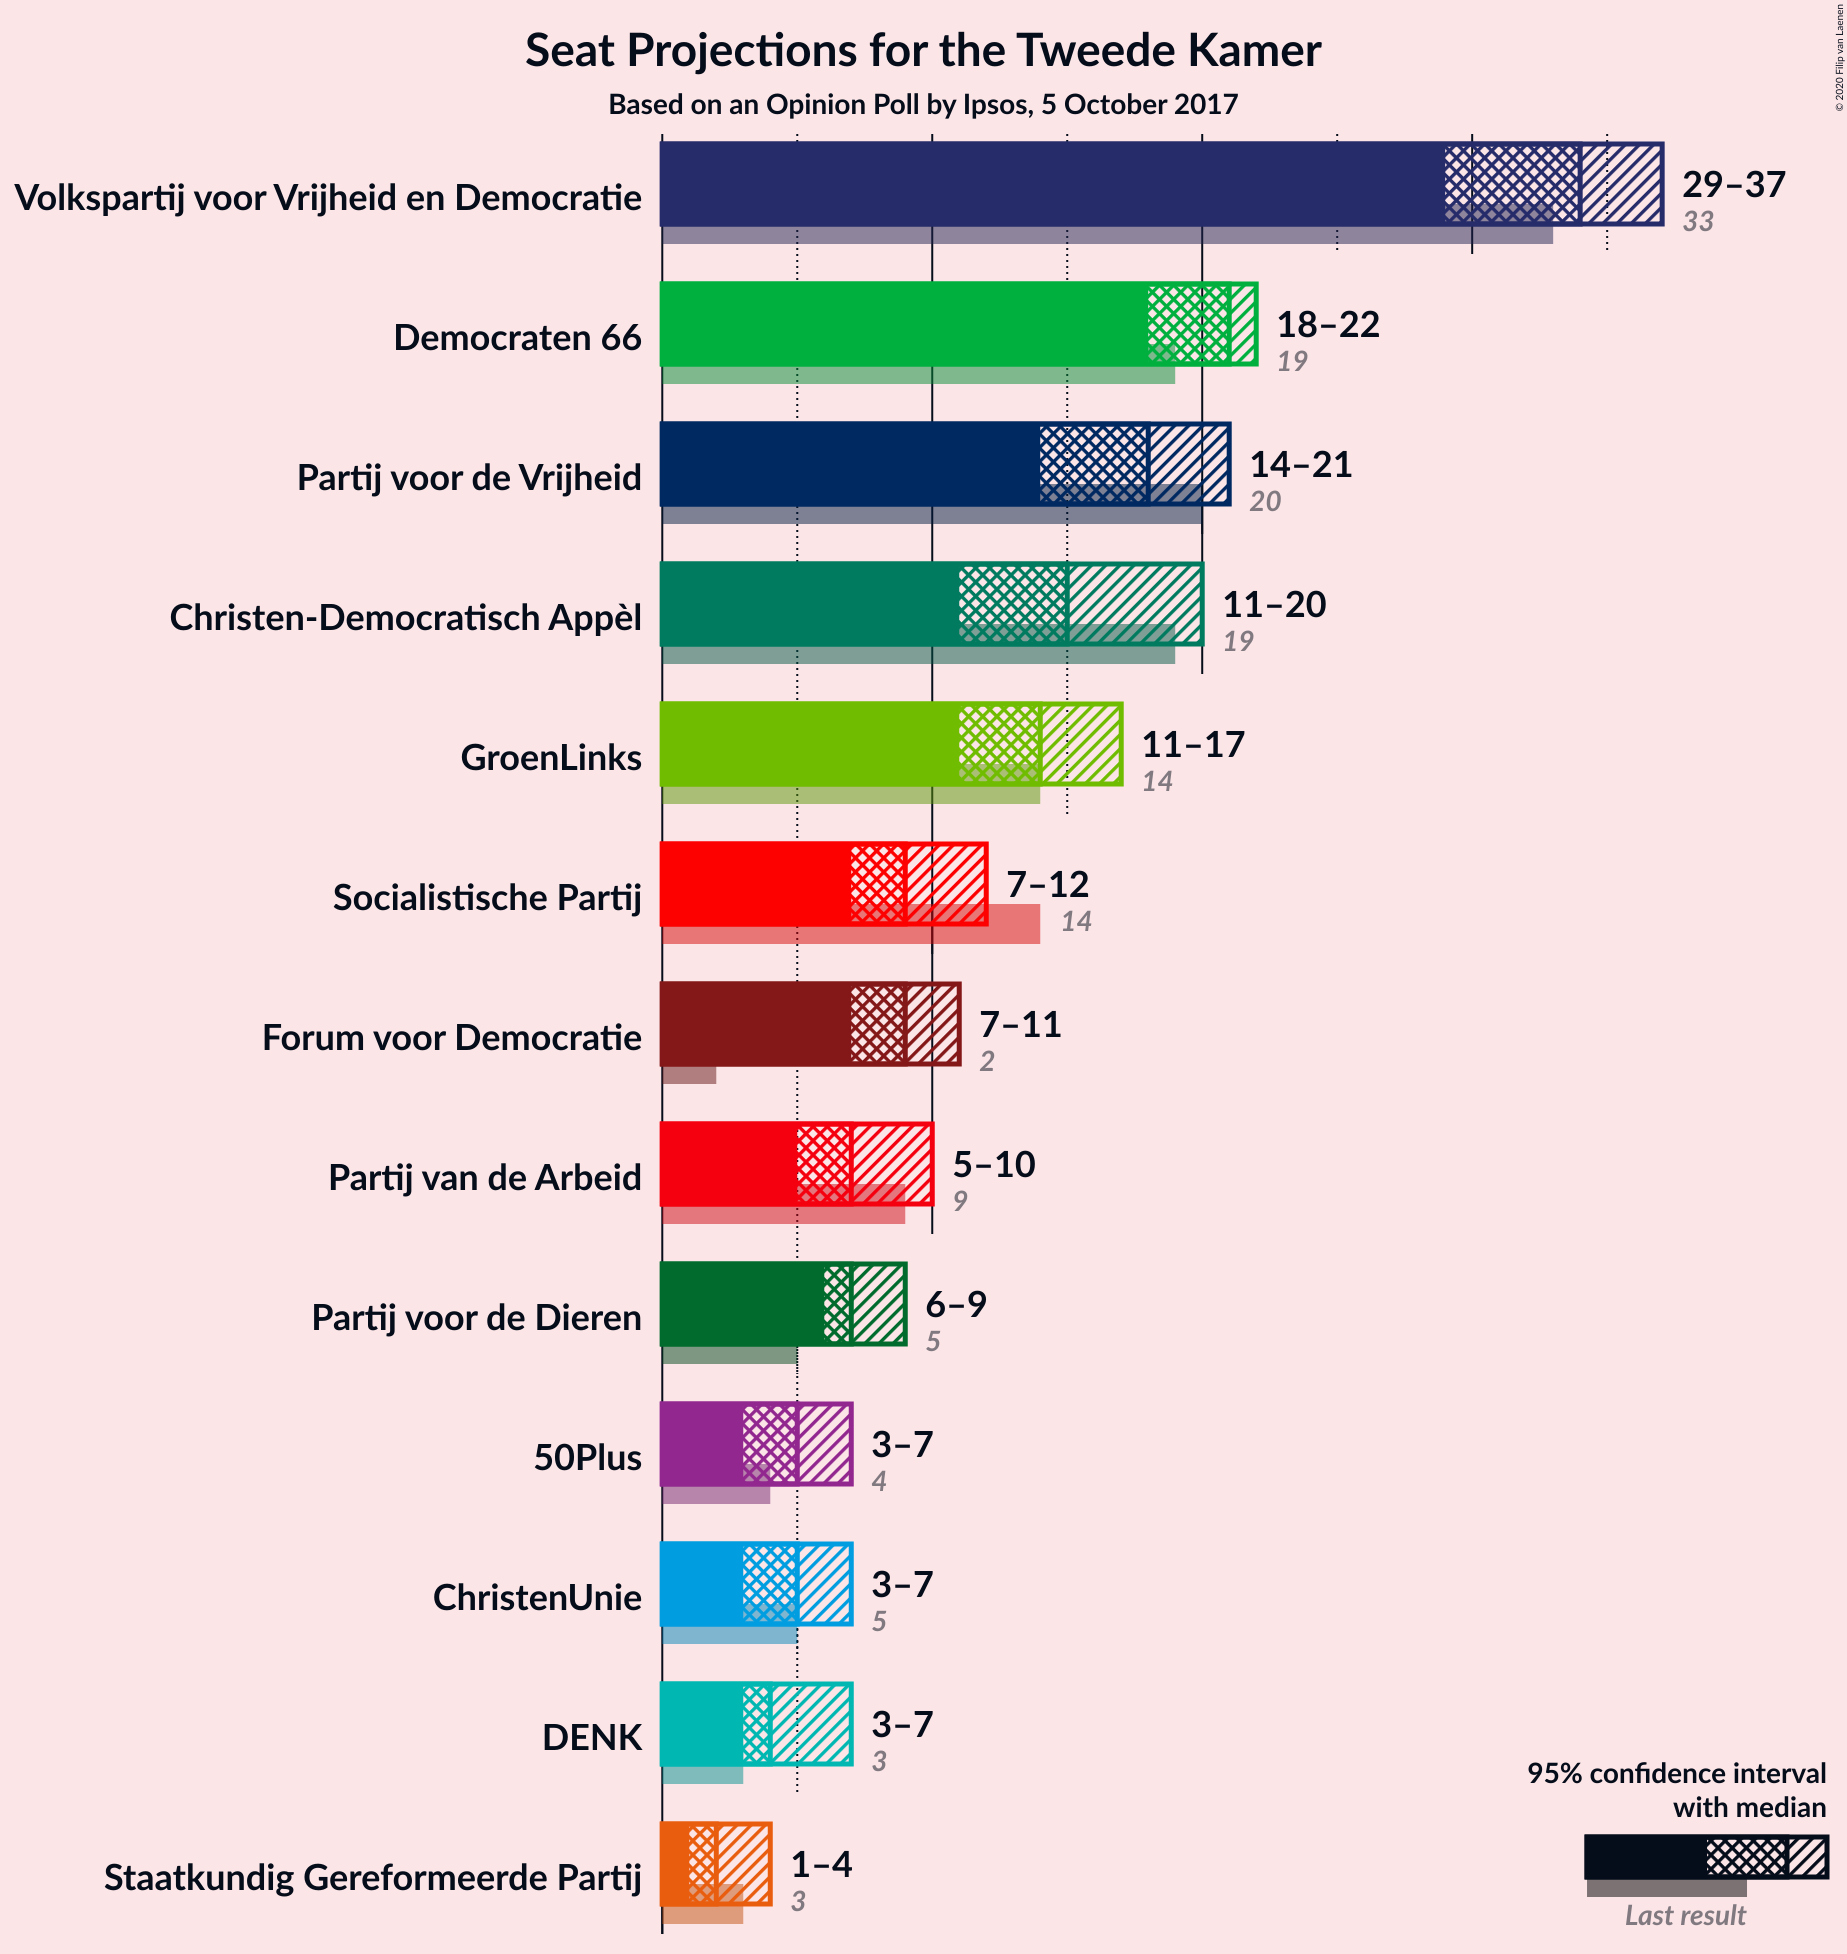 Seat Projections for the Tweede Kamer
Based on an Opinion Poll by Ipsos, 5 October 2017
© 2020 Filip van Laenen
Volkspartij voor Vrijheid en Democratie
29–37
33
Democraten 66
18–22
19
Partij voor de Vrijheid
14–21
20
Christen-Democratisch Appèl
11–20
19
GroenLinks
11–17
14
Socialistische Partij
7–12
14
Forum voor Democratie
7–11
2
Partij van de Arbeid
5–10
9
Partij voor de Dieren
6–9
5
50Plus
3–7
4
ChristenUnie
3–7
5
DENK
3–7
3
Staatkundig Gereformeerde Partij
1–4
3
95% confidence interval
with median
Last result